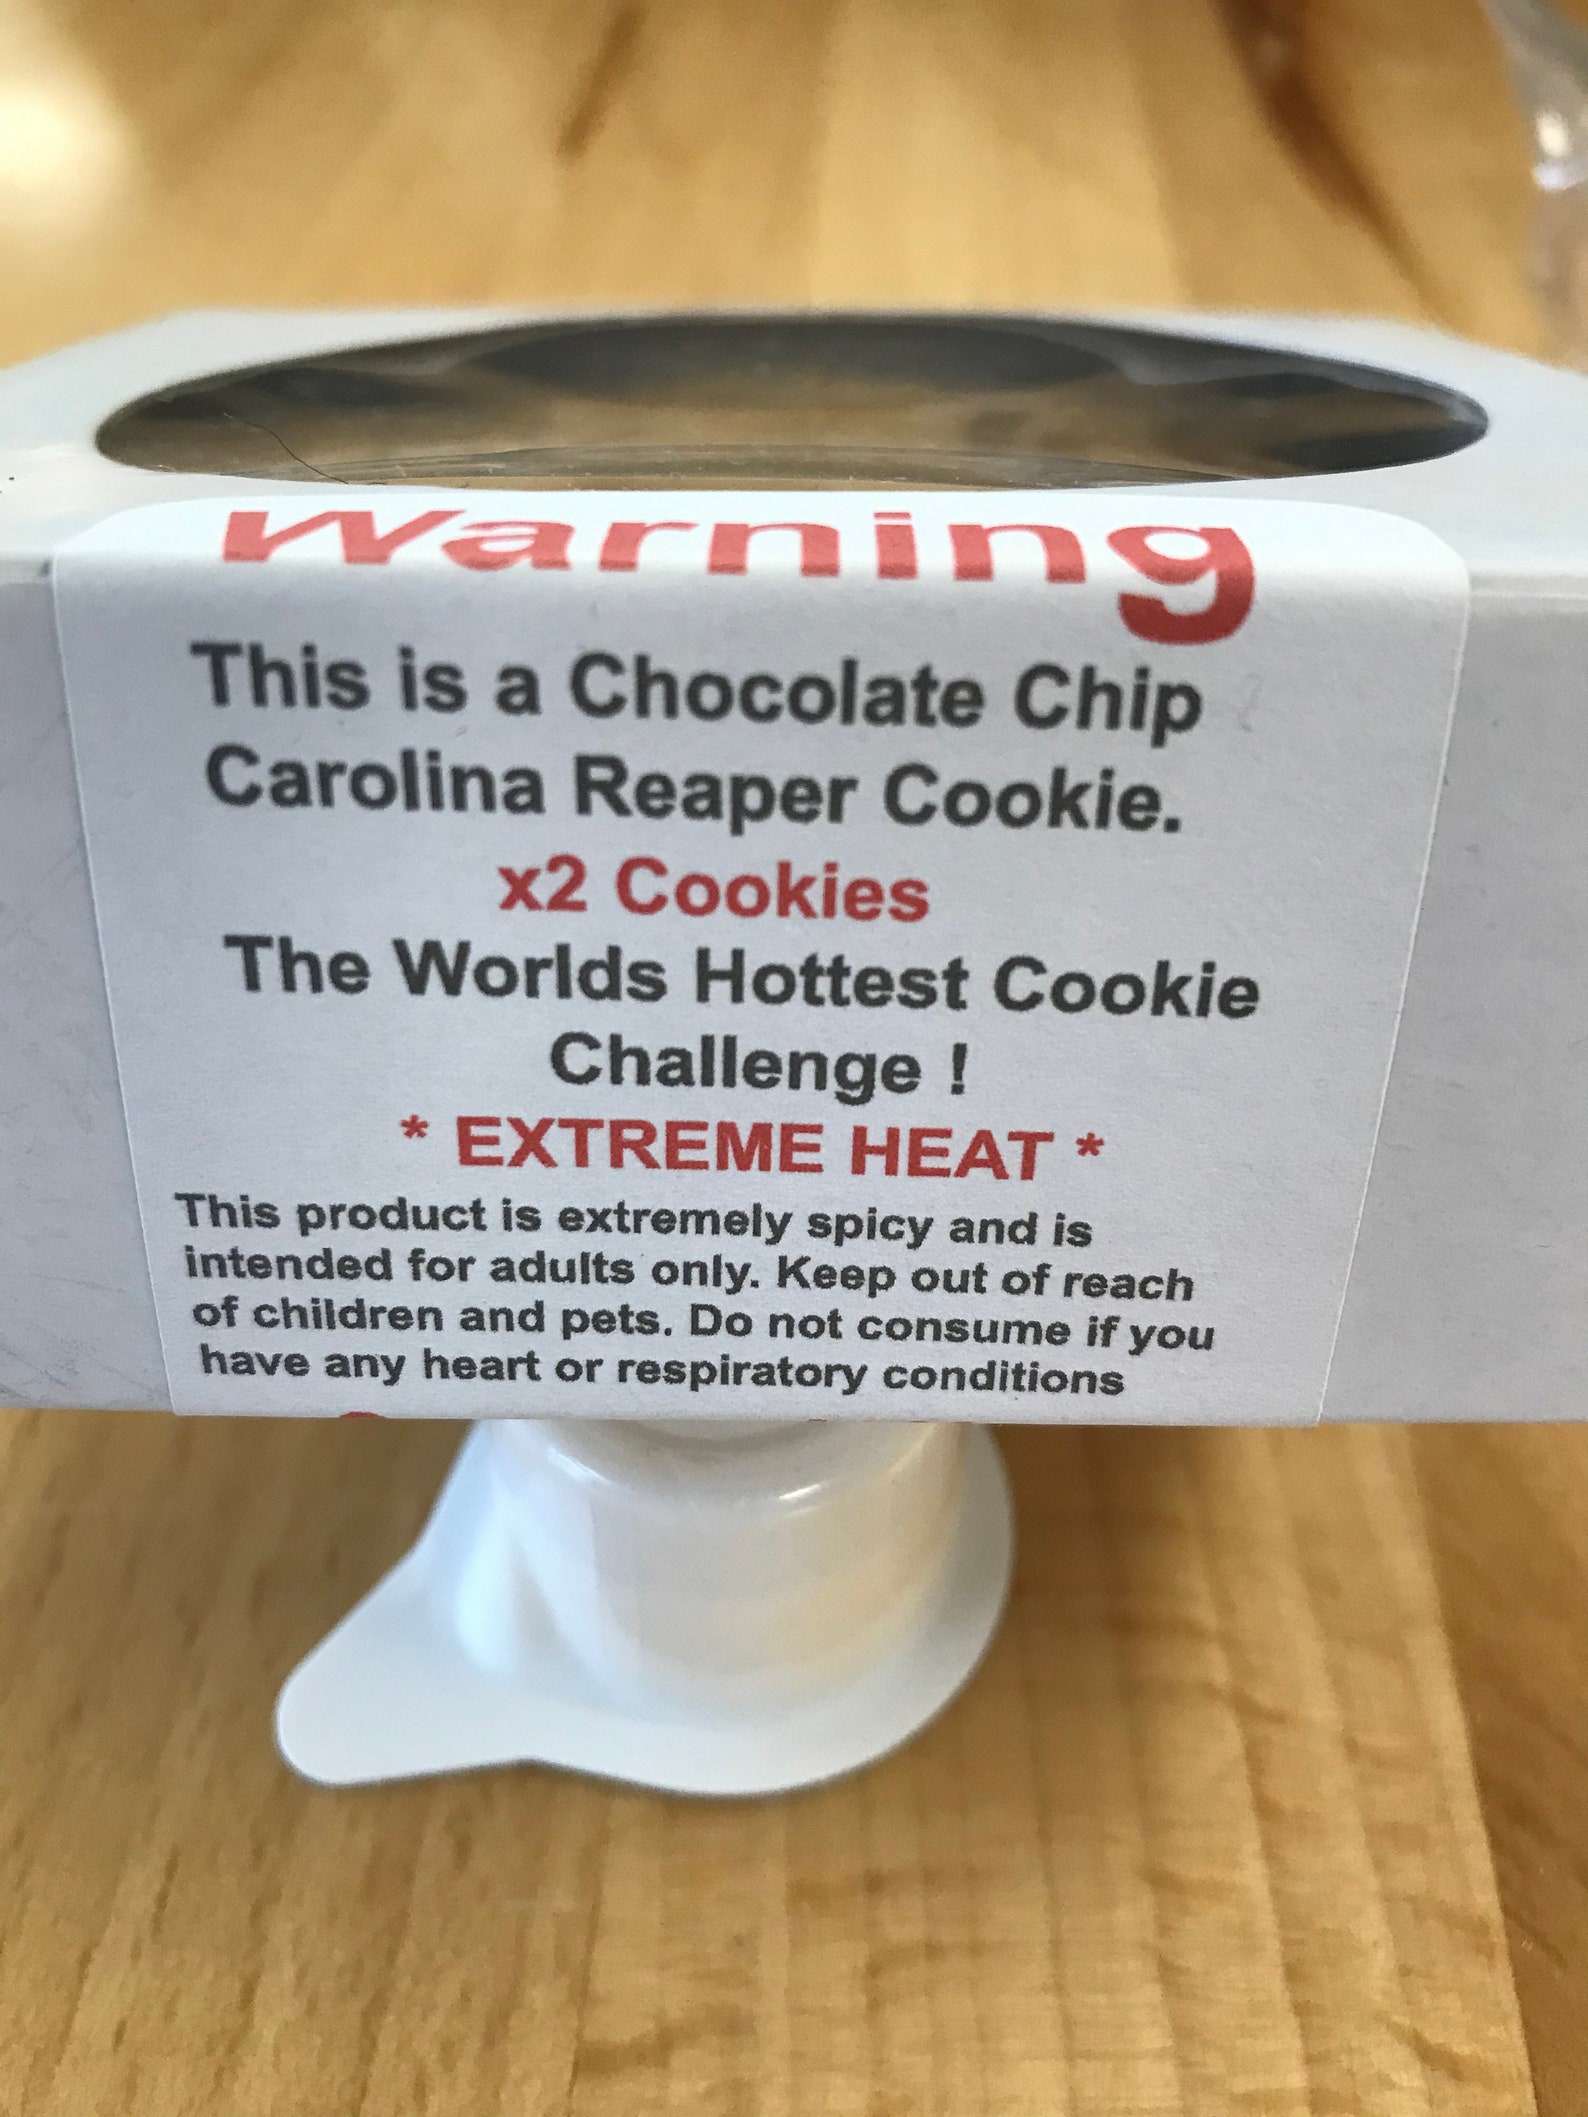 Warning
This is a Chocolate Chip
Carolina Reaper Cookie.
x2 Cookies
The Worlds Hottest Cookie
Challenge !
* EXTREME HEAT *
This product is extremely spicy and is
intended for adults only. Keep out of reach
of children and pets. Do not consume if you
have any heart or respiratory conditions